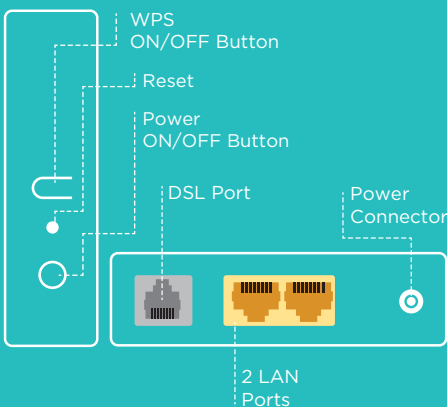 WPS
ON/OFF Button
Reset
Power
ON/OFF Button
DSL Port
Power
Connector
2 LAN
Ports